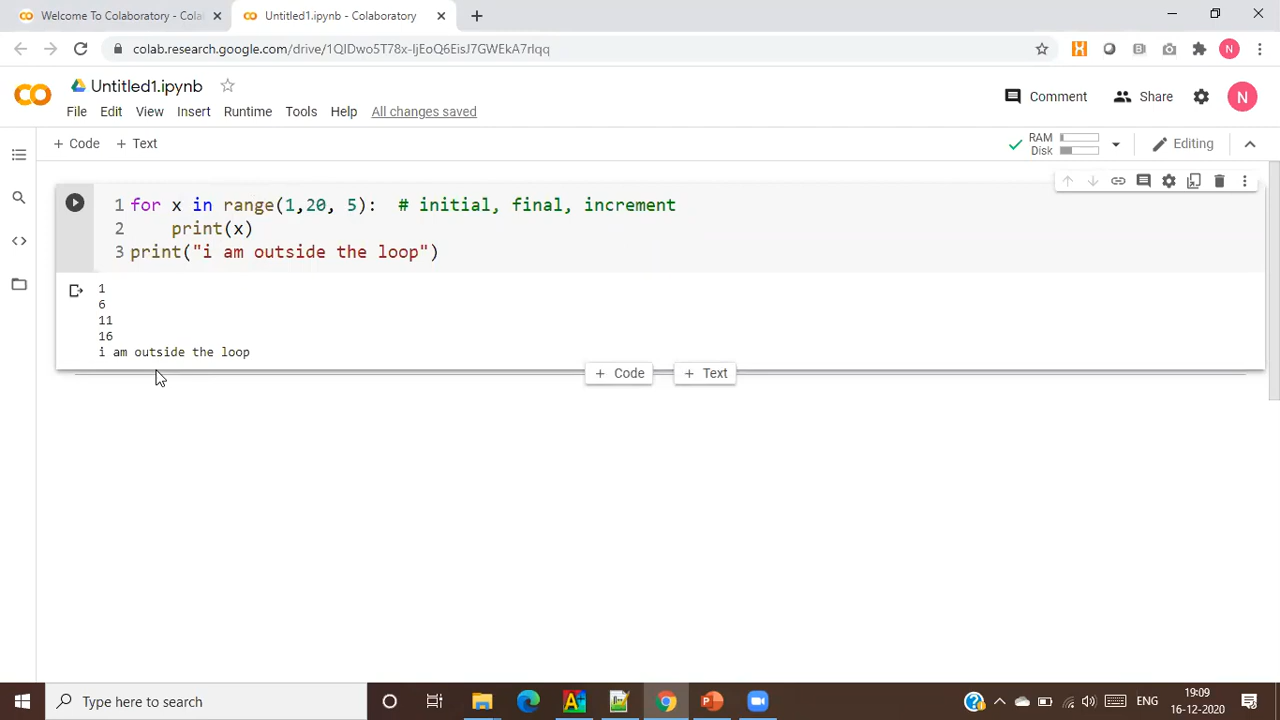 Welcome To Colaboratory - Colab
Untitled1.ipynb - Colaboratory
colab.research.google.com/drive/1QIDwo5T78x-ljEoQ6EisJ7GWEkA7rlqq
N
Untitled1.ipynb
File Edit View Insert Runtime Tools Help All changes saved
Comment
Share
N
+ Code + Text
RAM
Disk
Editing
1 for x in range(1,20, 5):  # initial, final, increment
2     print(x)
3 print("i am outside the loop")
1
6
11
16
i am outside the loop
+ Code
+ Text
Type here to search
ENG
19:09
16-12-2020